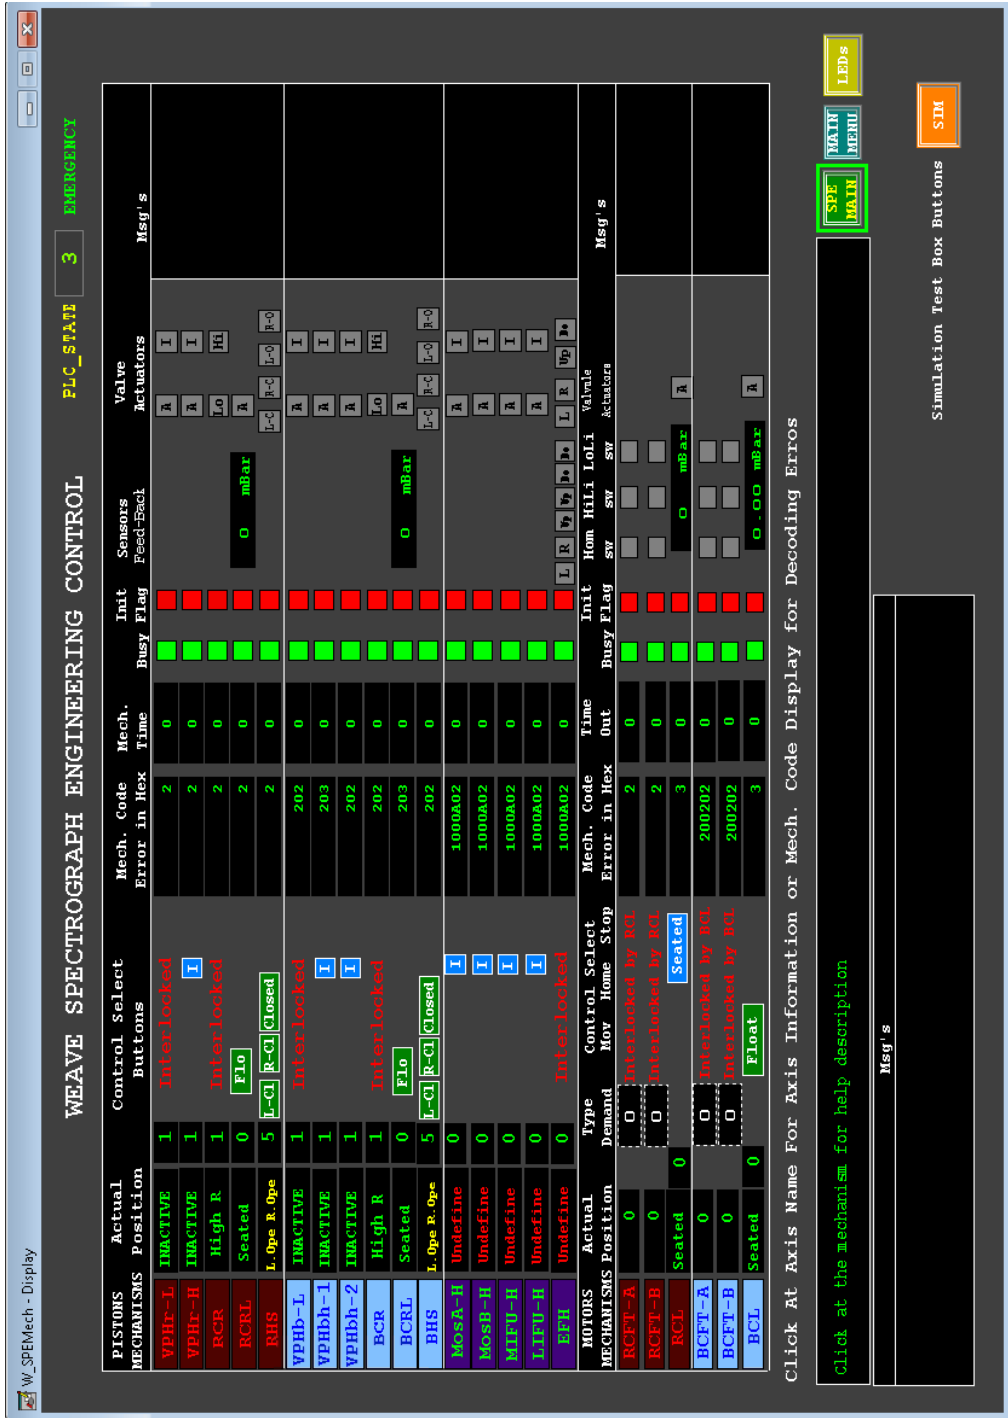 W_SPEMech - Display
WEAVE SPECTROGRAPH ENGINEERING CONTROL PLC_STATE 3 EMERGENCY
PISTONS Actual Control Select Mech. Code Mech. Init Sensors Valve
MECHANISMS Position Buttons Error in Hex Time Busy Flag Feed-Back Actuators Msg's
VPHr-L INACTIVE 1 Interlocked 2 0 A I
VPHr-H INACTIVE 1 I 2 0 A I
RCR High R 1 Interlocked 2 0 Lo Hi
RCRL Seated 0 Flo 2 0 0 mBar A
RHS L.Ope R.Ope 5 L-Cl R-Cl Closed 2 0 L-C R-C L-O R-O
VPHb-L INACTIVE 1 Interlocked 202 0 A I
VPHbh-1 INACTIVE 1 I 203 0 A I
VPHbh-2 INACTIVE 1 I 202 0 A I
BCR High R 1 Interlocked 202 0 Lo Hi
BCRL Seated 0 Flo 203 0 0 mBar A
BHS L.Ope R.Ope 5 L-Cl R-Cl Closed 202 0 L-C R-C L-O R-O
MosA-H Undefine 0 I 1000A02 0 A I
MosB-H Undefine 0 I 1000A02 0 A I
MIFU-H Undefine 0 I 1000A02 0 A I
LIFU-H Undefine 0 I 1000A02 0 A I
EFH Undefine 0 Interlocked 1000A02 0 L R Up Up Do Do L R Up Do
MOTORS Actual Type Control Select Mech. Code Time Init Hom HiLi LoLi Valvule
MECHANISMS Position Demand Mov Home Stop Error in Hex Out Busy Flag sw sw sw Actuators Msg's
RCFT-A 0 0 Interlocked by RCL 2 0
RCFT-B 0 0 Interlocked by RCL 2 0
RCL Seated 0 Seated 3 0 0 mBar A
BCFT-A 0 0 Interlocked by BCL 200202 0
BCFT-B 0 0 Interlocked by BCL 200202 0
BCL Seated 0 Float 3 0 0.00 mBar A
Click At Axis Name For Axis Information or Mech. Code Display for Decoding Erros
Click at the mechanism for help description
SPE MAIN
MAIN MENU
LEDs
Msg's
Simulation Test Box Buttons
SIM